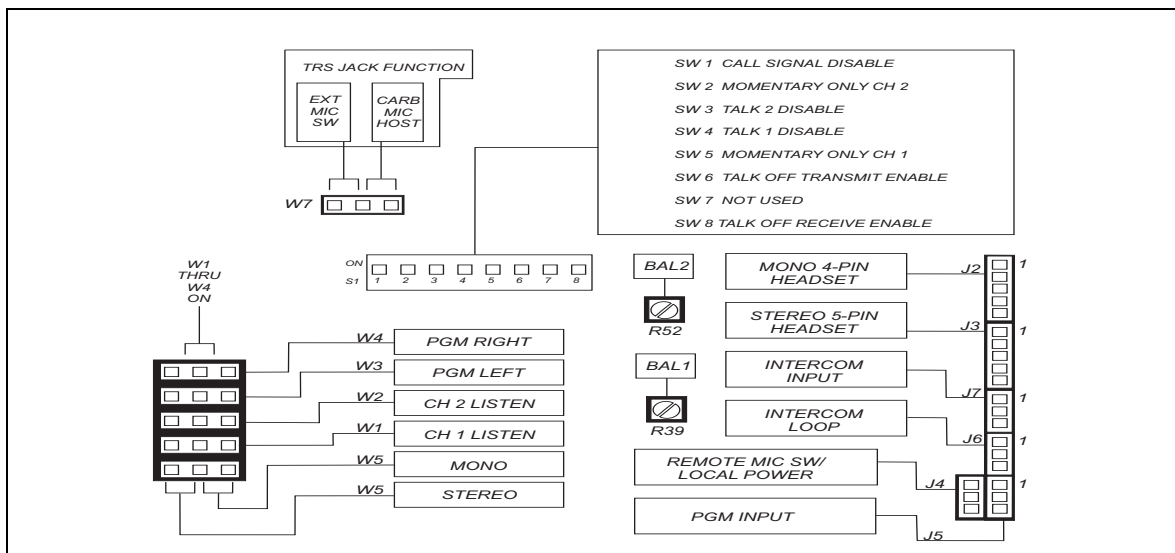 TRS JACK FUNCTION
EXT
MIC
SW
CARB
MIC
HOST
W7
SW 1 CALL SIGNAL DISABLE
SW 2 MOMENTARY ONLY CH 2
SW 3 TALK 2 DISABLE
SW 4 TALK 1 DISABLE
SW 5 MOMENTARY ONLY CH 1
SW 6 TALK OFF TRANSMIT ENABLE
SW 7 NOT USED
SW 8 TALK OFF RECEIVE ENABLE
ON
S1
1 2 3 4 5 6 7 8
W1
THRU
W4
ON
W4 PGM RIGHT
W3 PGM LEFT
W2 CH 2 LISTEN
W1 CH 1 LISTEN
W5 MONO
W5 STEREO
BAL2
R52
BAL1
R39
MONO 4-PIN
HEADSET
J2 1
STEREO 5-PIN
HEADSET
J3 1
INTERCOM
INPUT
J7 1
INTERCOM
LOOP
J6 1
REMOTE MIC SW/
LOCAL POWER
J4 1
PGM INPUT
J5